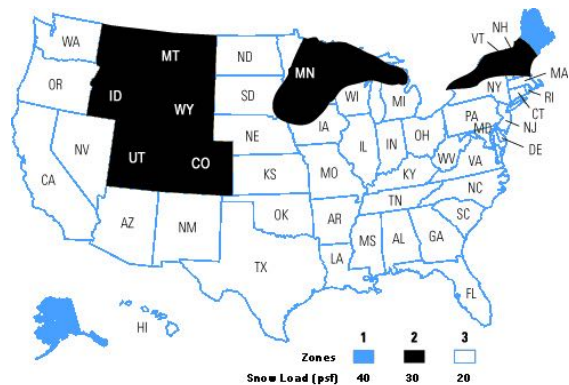 NH
VT
WA
MT
ND
MN
OR
ID
SD
WI
MI
NY
MA
RI
CT
WY
IA
PA
NJ
NE
OH
MD
DE
NV
UT
CO
IL
IN
WV
VA
CA
KS
MO
KY
NC
TN
OK
AR
SC
AZ
NM
MS
AL
GA
LA
TX
FL
HI
1 2 3
Zones
Snow Load (psf) 40 30 20